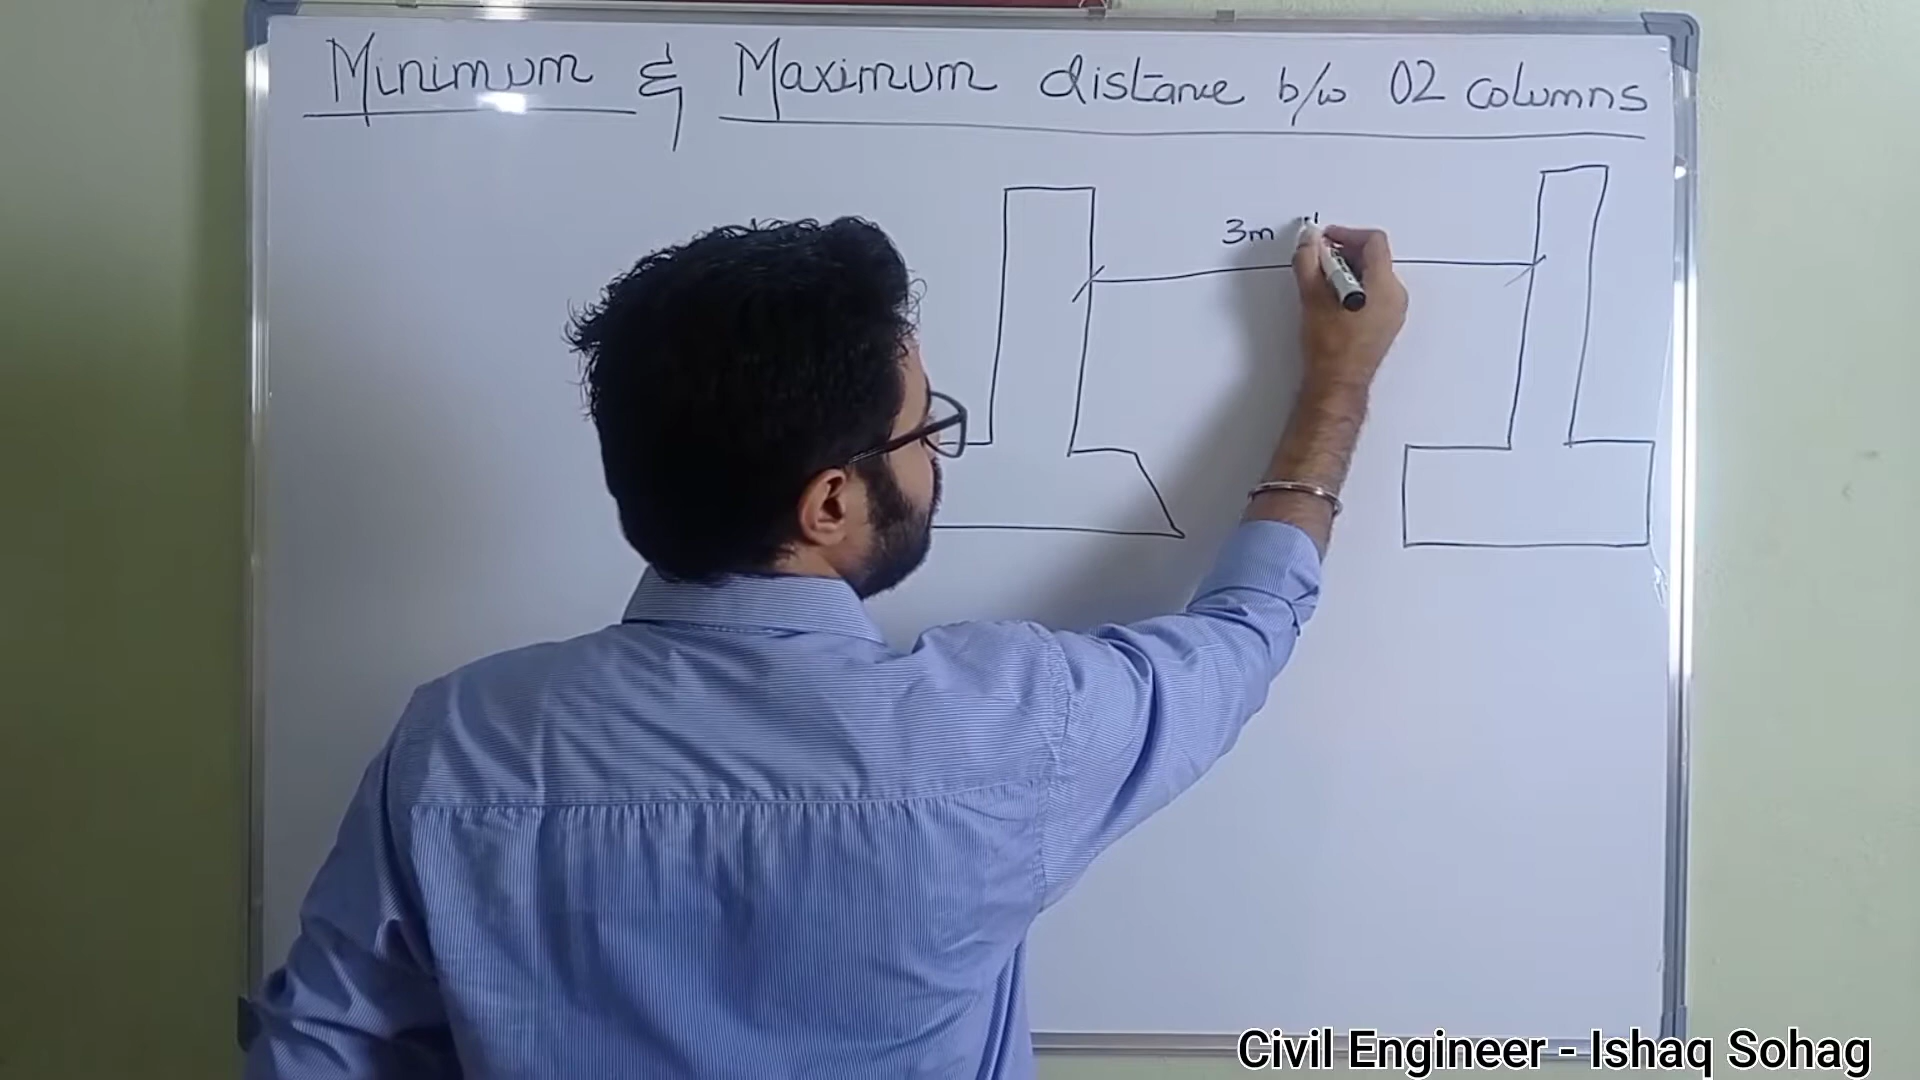 Minimum & Maximum distance b/w 02 columns
3m
Civil Engineer - Ishaq Sohag